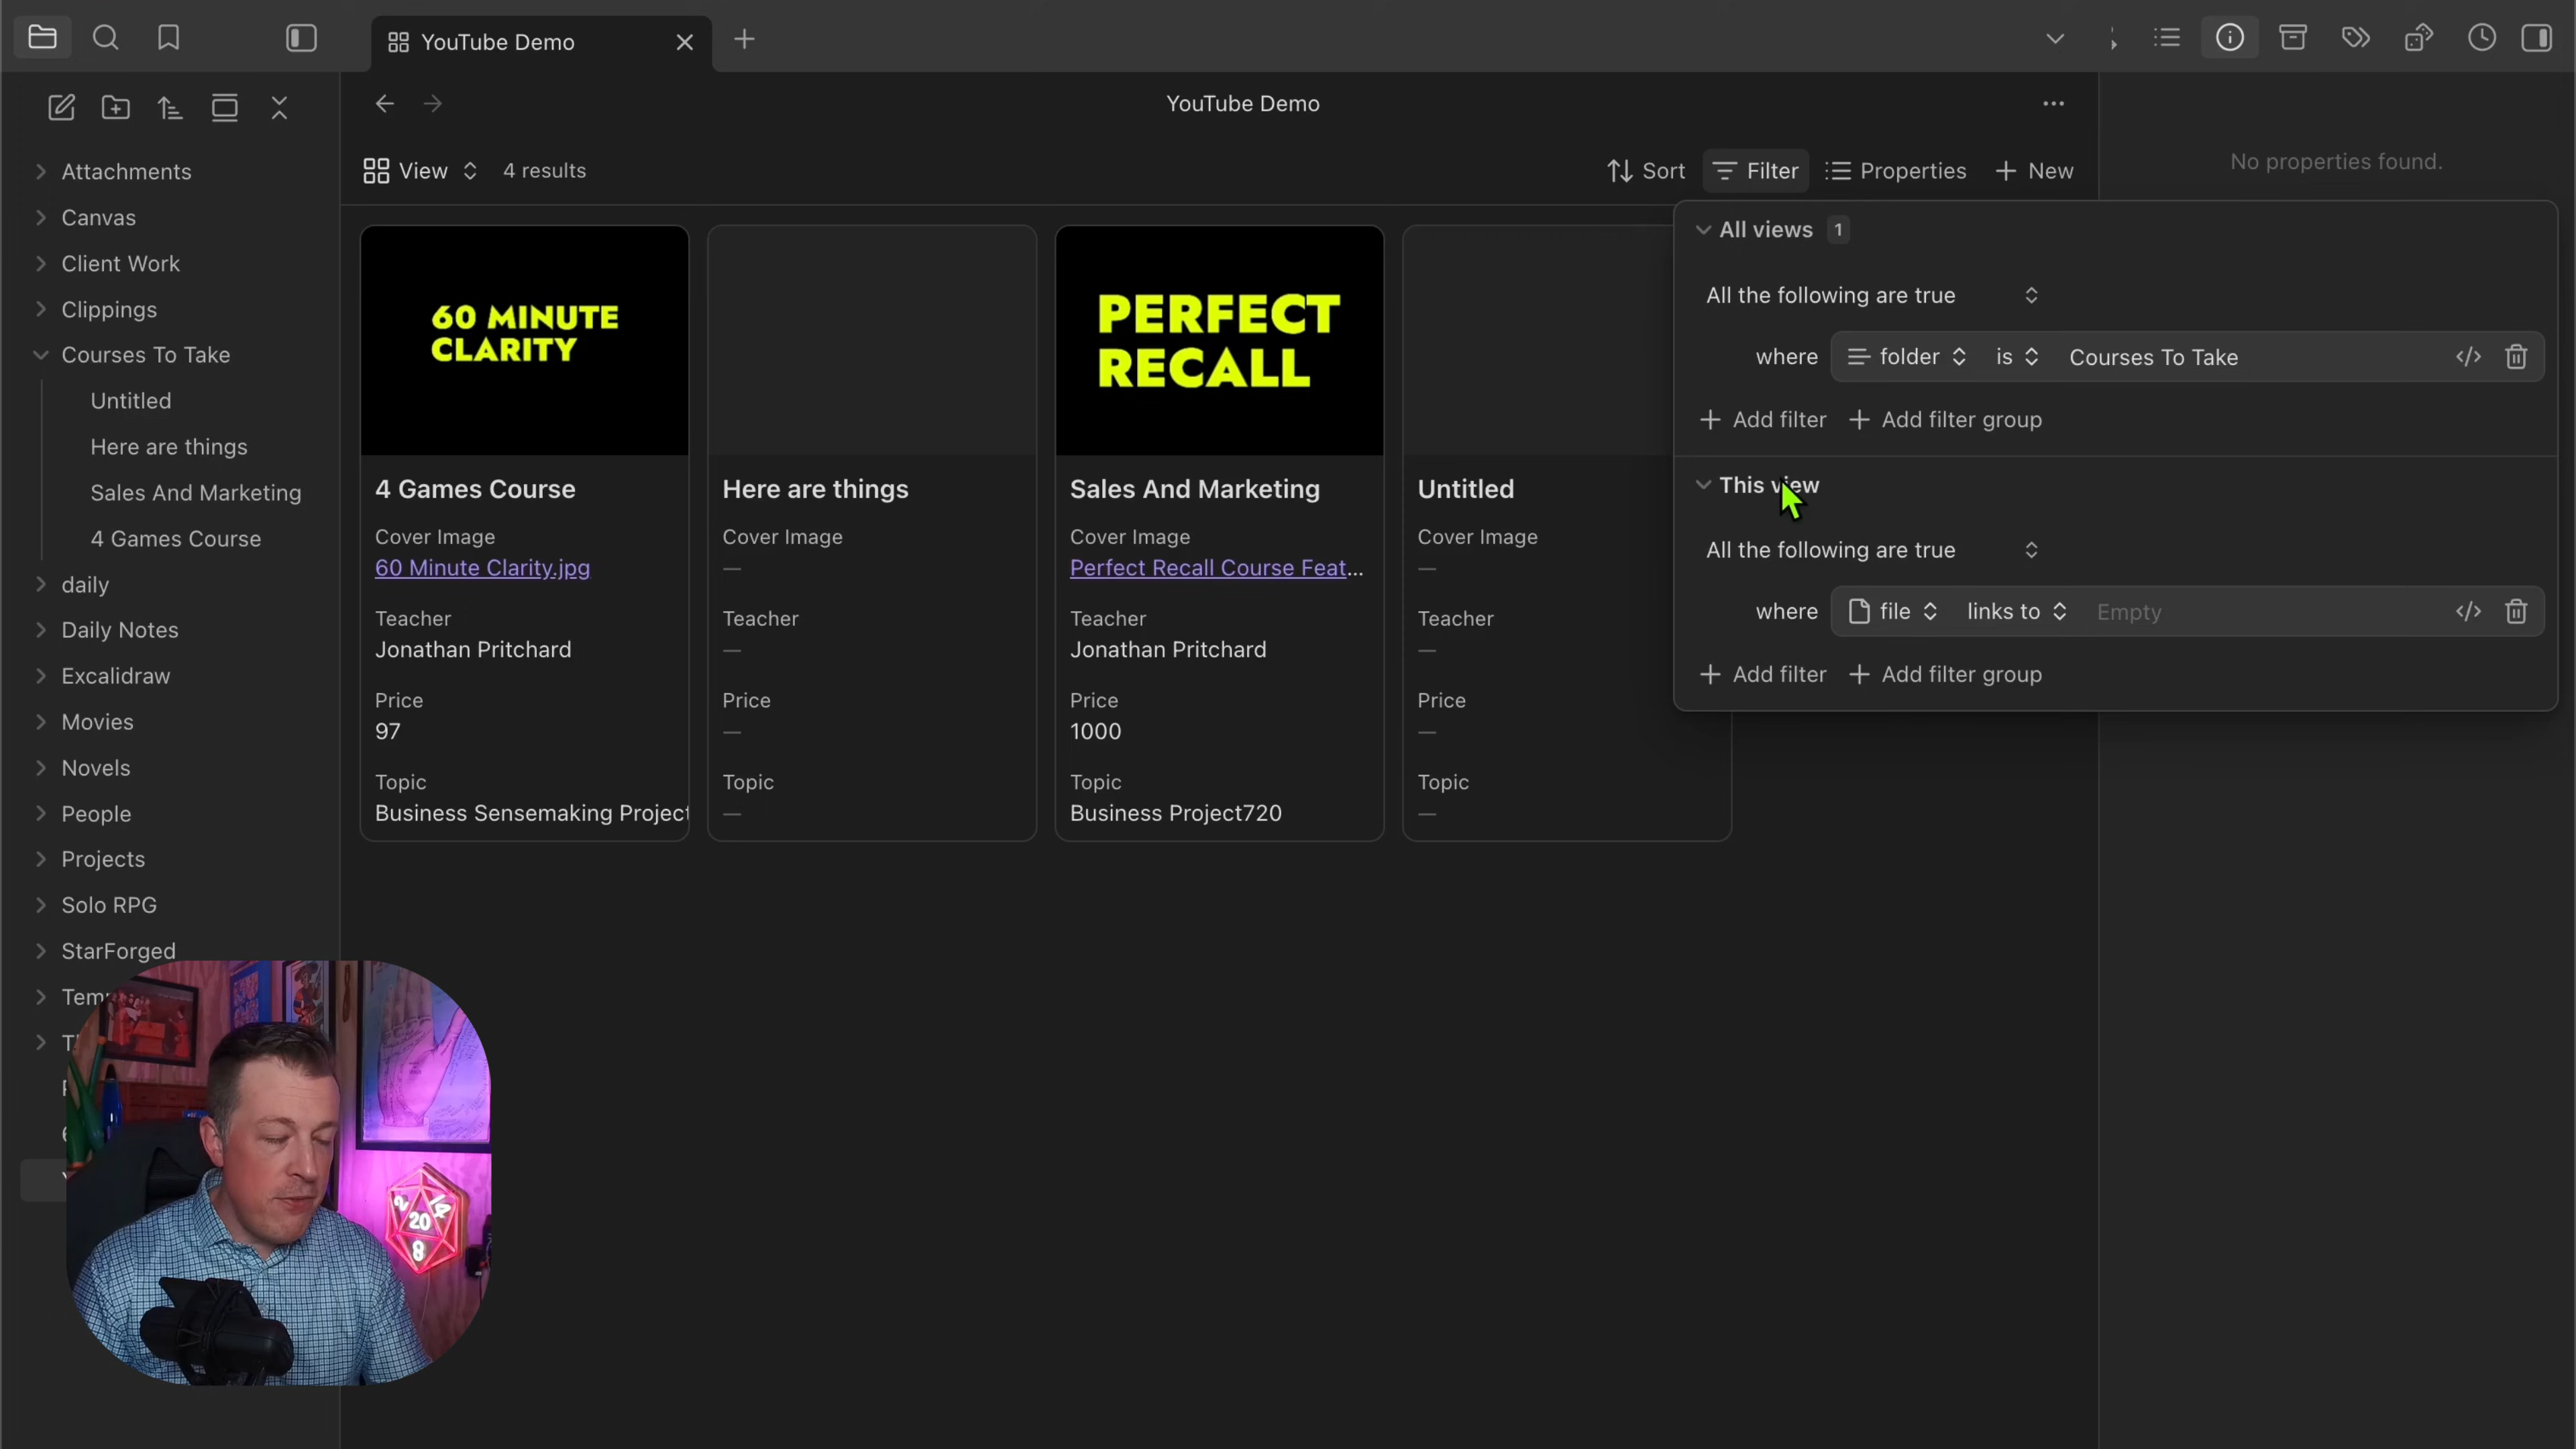 YouTube Demo
YouTube Demo
View 4 results Sort Filter Properties New
No properties found.
Attachments
Canvas
Client Work
Clippings
Courses To Take
Untitled
Here are things
Sales And Marketing
4 Games Course
daily
Daily Notes
Excalidraw
Movies
Novels
People
Projects
Solo RPG
StarForged
60 MINUTE
CLARITY
4 Games Course
Cover Image
60 Minute Clarity.jpg
Teacher
Jonathan Pritchard
Price
97
Topic
Business Sensemaking Project
Here are things
Cover Image
—
Teacher
—
Price
—
Topic
—
PERFECT
RECALL
Sales And Marketing
Cover Image
Perfect Recall Course Feat...
Teacher
Jonathan Pritchard
Price
1000
Topic
Business Project720
Untitled
Cover Image
—
Teacher
—
Price
—
Topic
—
All views 1
All the following are true
where folder is Courses To Take
Add filter Add filter group
This view
All the following are true
where file links to Empty
Add filter Add filter group
20
8